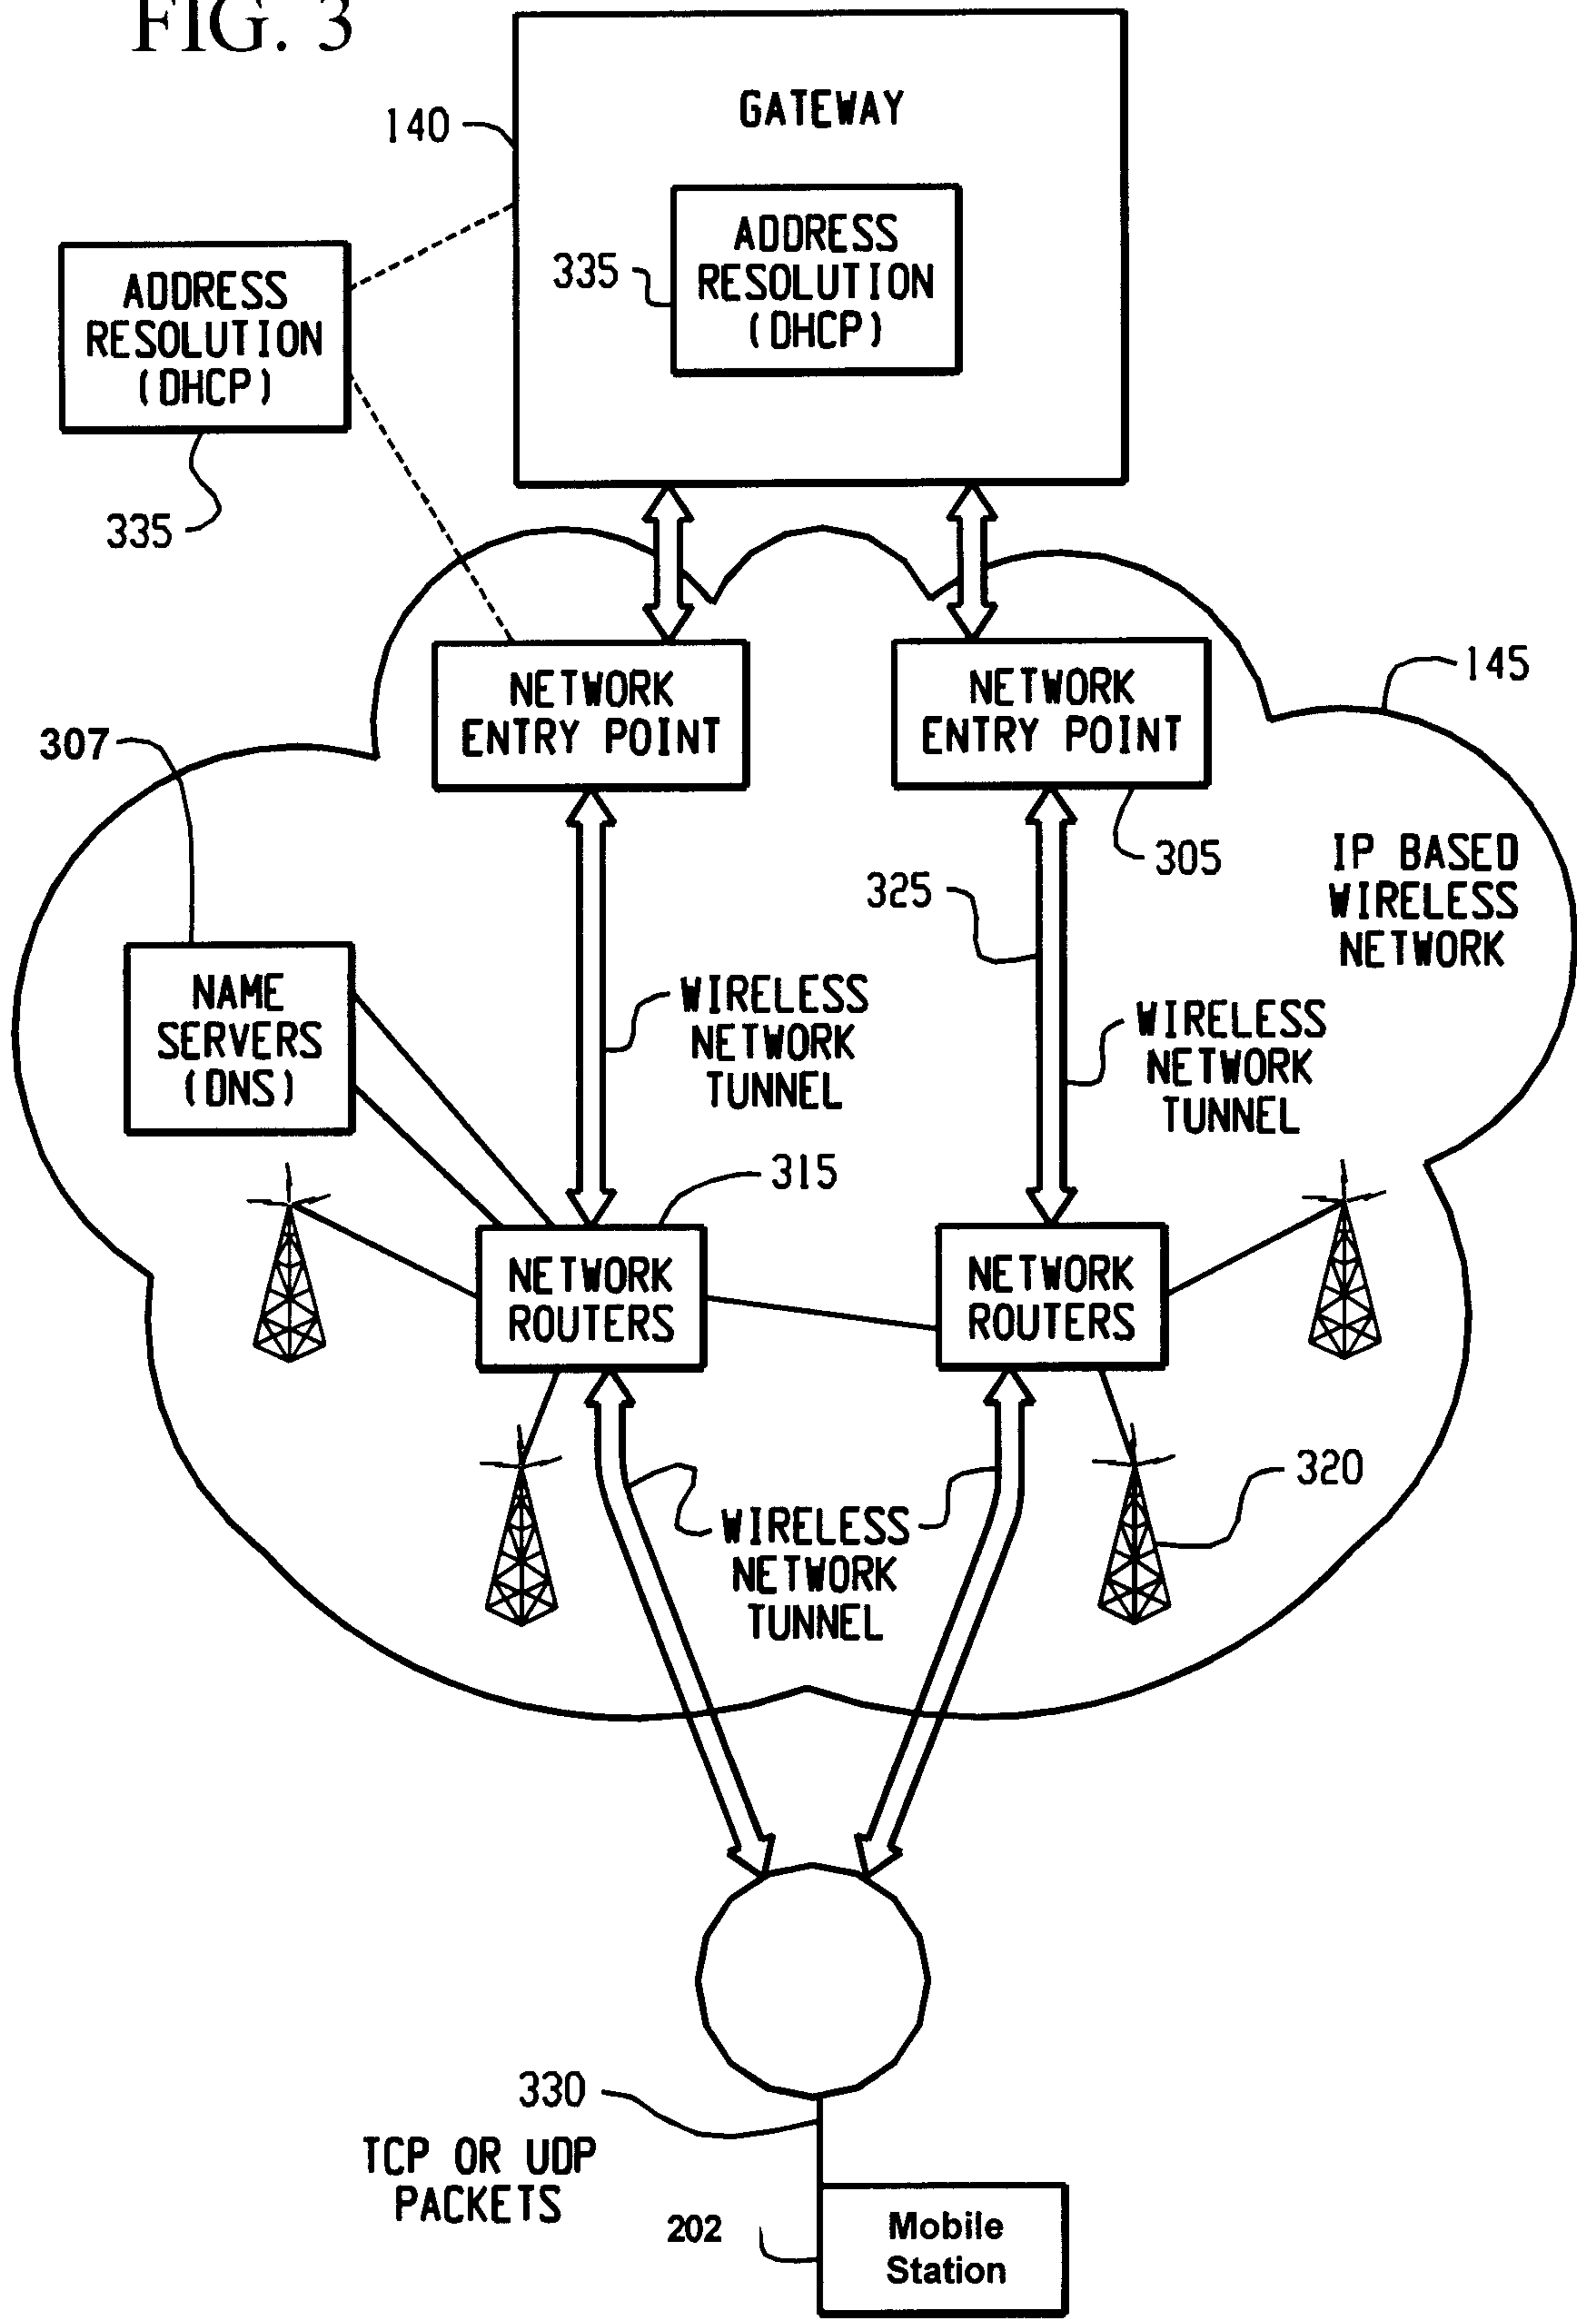 FIG. 3
GATEWAY
140
ADDRESS
RESOLUTION
(DHCP)
335
ADDRESS
RESOLUTION
(DHCP)
335
NETWORK
ENTRY POINT
NETWORK
ENTRY POINT
145
307
305
325
IP BASED
WIRELESS
NETWORK
NAME
SERVERS
(DNS)
WIRELESS
NETWORK
TUNNEL
WIRELESS
NETWORK
TUNNEL
315
NETWORK
ROUTERS
NETWORK
ROUTERS
320
WIRELESS
NETWORK
TUNNEL
330
TCP OR UDP
PACKETS
202
Mobile
Station